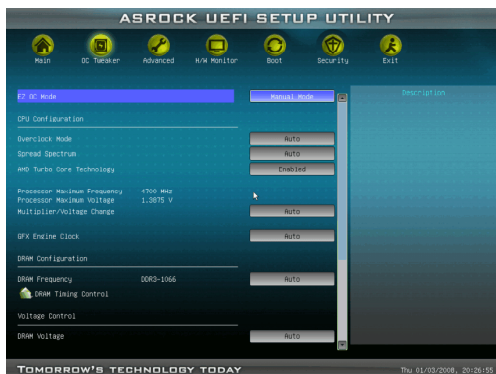 ASROCK UEFI SETUP UTILITY
Main OC Tweaker Advanced H/W Monitor Boot Security Exit
EZ OC Mode Manual Mode
Description
CPU Configuration
Overclock Mode Auto
Spread Spectrum Auto
AMD Turbo Core Technology Enabled
Processor Maximum Frequency 4700 MHz
Processor Maximum Voltage 1.3875 V
Multiplier/Voltage Change Auto
GFX Engine Clock Auto
DRAM Configuration
DRAM Frequency DDR3-1066 Auto
DRAM Timing Control
Voltage Control
DRAM Voltage Auto
TOMORROW'S TECHNOLOGY TODAY
Thu 01/03/2008, 20:26:55